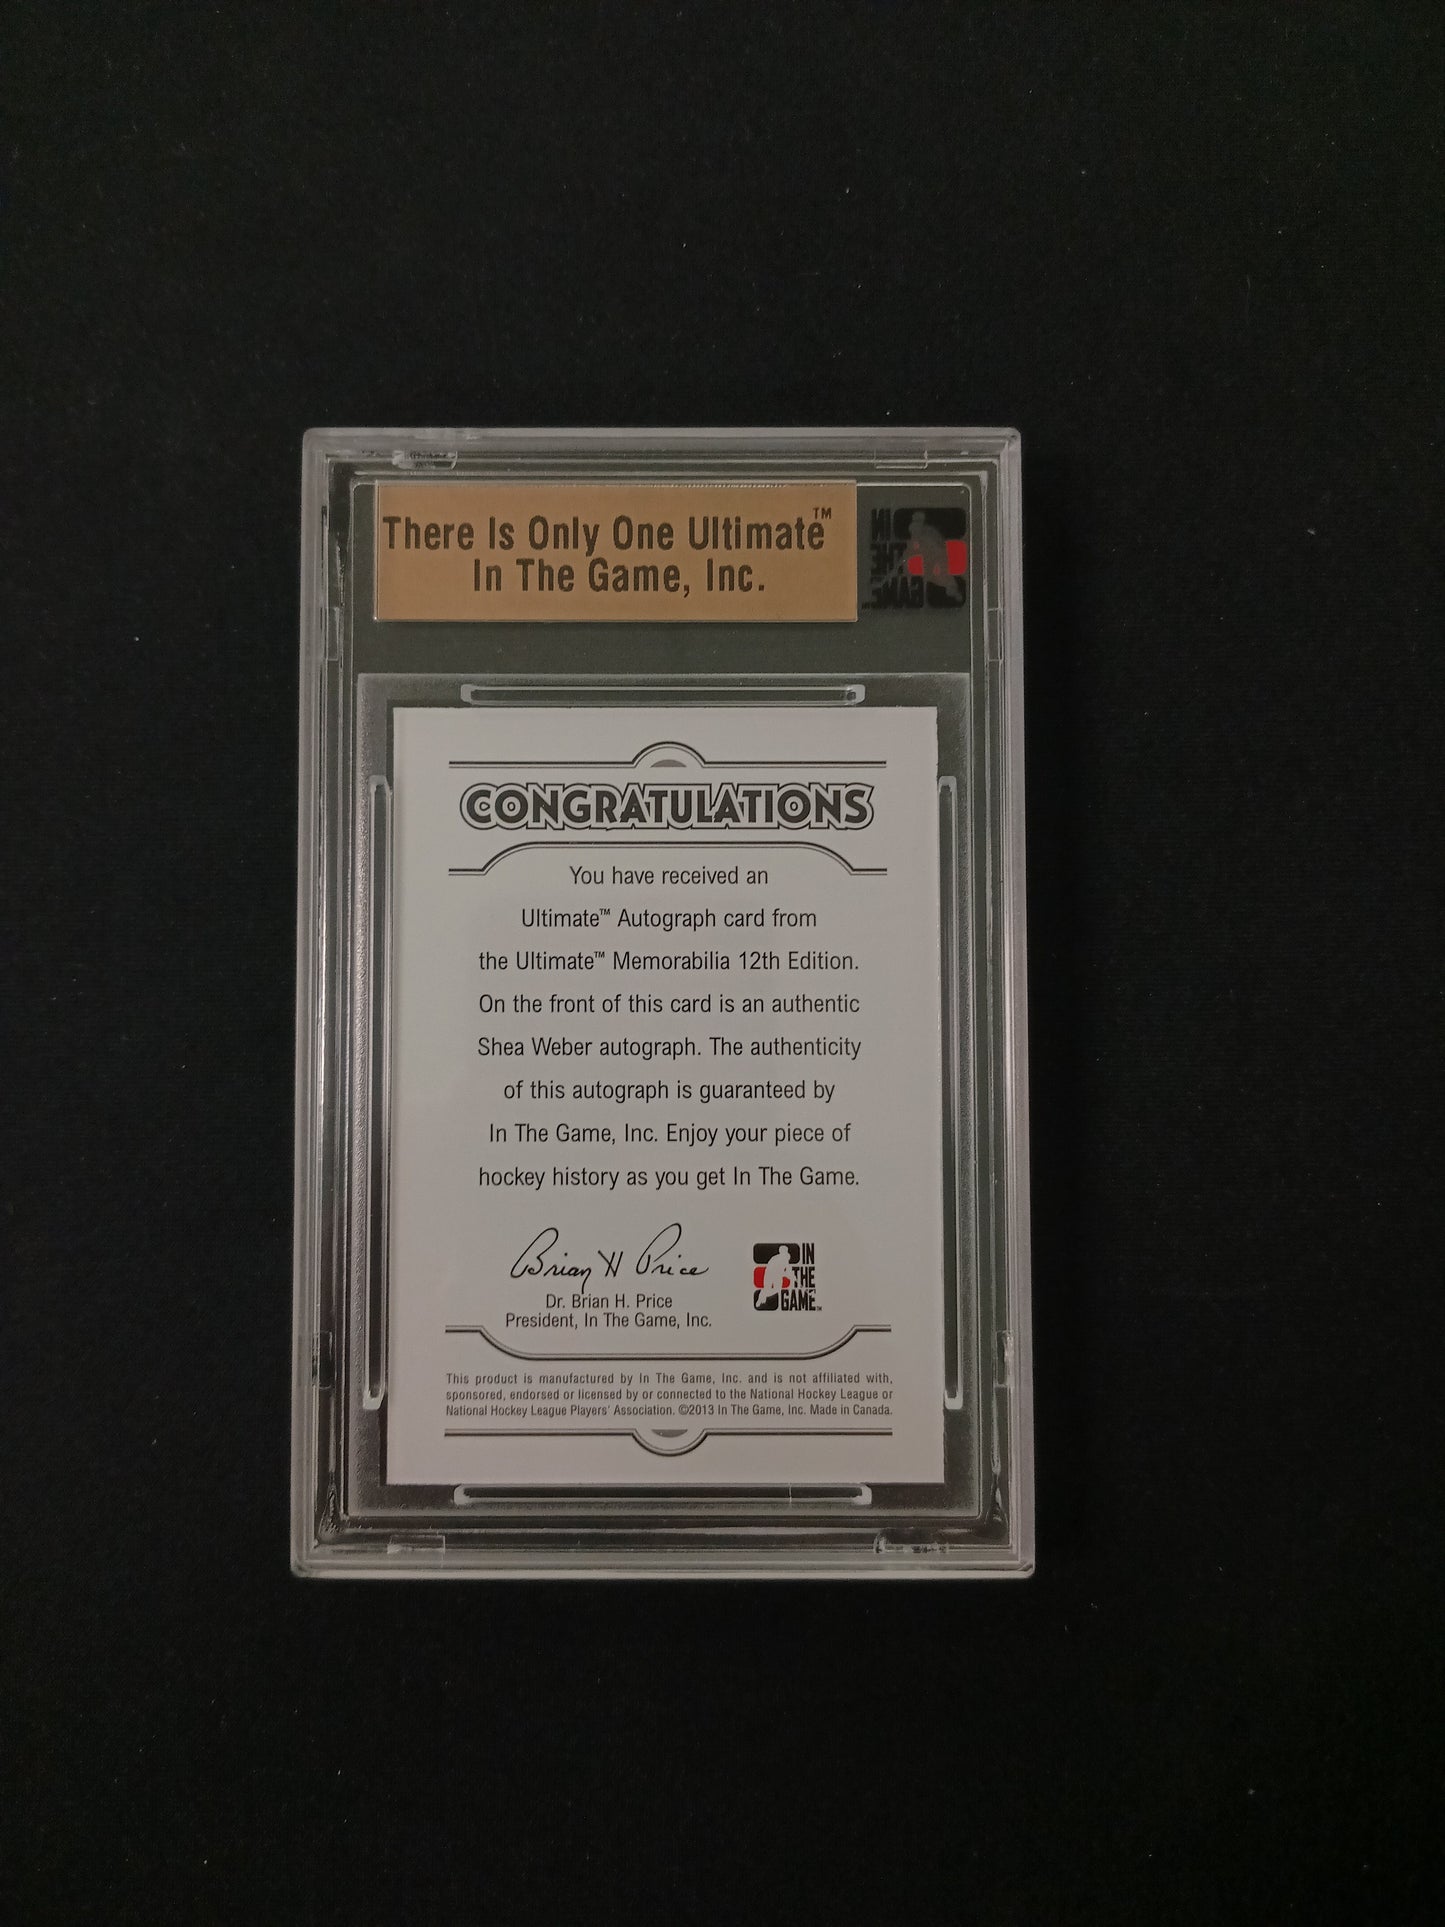 There Is Only One Ultimate™
In The Game, Inc.
IN
THE
GAME
CONGRATULATIONS
You have received an
Ultimate™ Autograph card from
the Ultimate™ Memorabilia 12th Edition.
On the front of this card is an authentic
Shea Weber autograph. The authenticity
of this autograph is guaranteed by
In The Game, Inc. Enjoy your piece of
hockey history as you get In The Game.
Brian H Price
Dr. Brian H. Price
President, In The Game, Inc.
IN
THE
GAME™
This product is manufactured by In The Game, Inc. and is not affiliated with,
sponsored, endorsed or licensed by or connected to the National Hockey League or
National Hockey League Players' Association. ©2013 In The Game, Inc. Made in Canada.